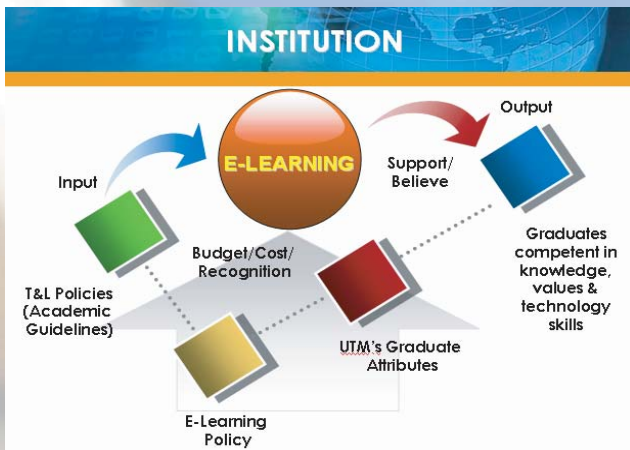 INSTITUTION
Output
E-LEARNING
Support/
Believe
Input
Graduates
competent in
knowledge,
values &
technology
skills
Budget/Cost/
Recognition
T&L Policies
(Academic
Guidelines)
UTM's Graduate
Attributes
E-Learning
Policy